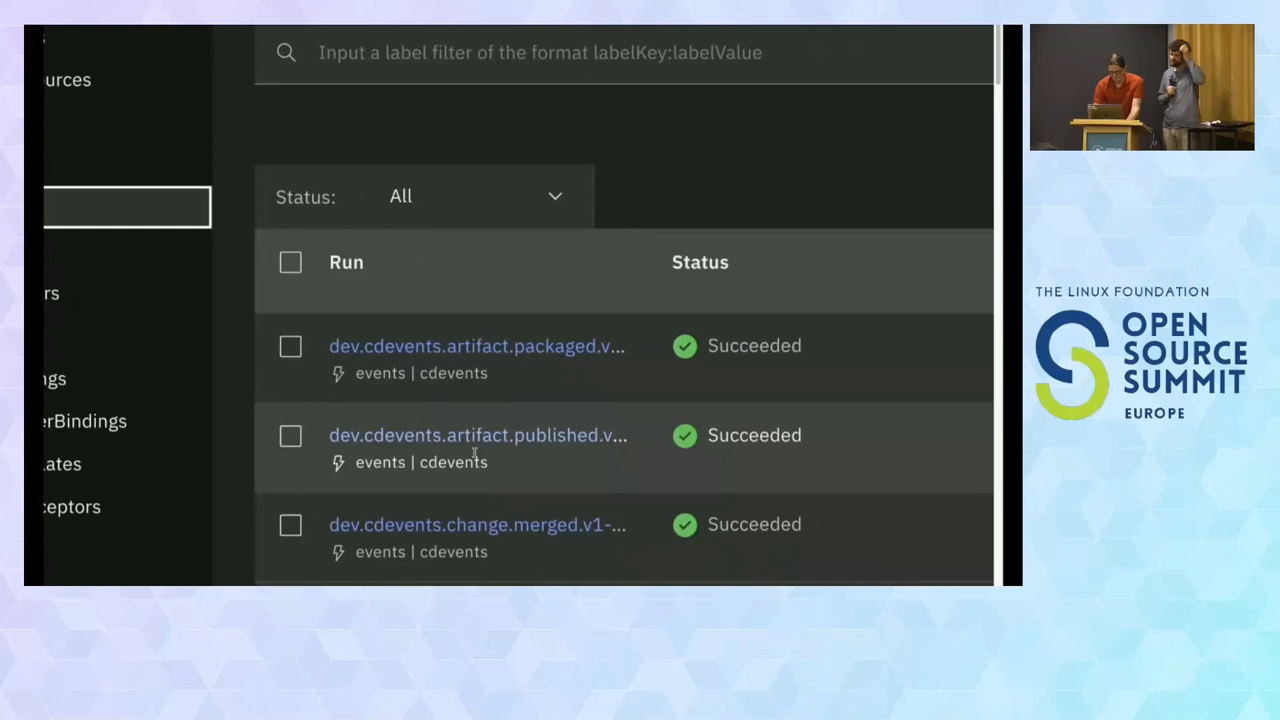 urces
Input a label filter of the format labelKey:labelValue
Status: All
rs
ngs
erBindings
lates
ceptors
Run Status
dev.cdevents.artifact.packaged.v... Succeeded
events | cdevents
dev.cdevents.artifact.published.v... Succeeded
events | cdevents
dev.cdevents.change.merged.v1-... Succeeded
events | cdevents
THE LINUX FOUNDATION
OPEN
SOURCE
SUMMIT
EUROPE